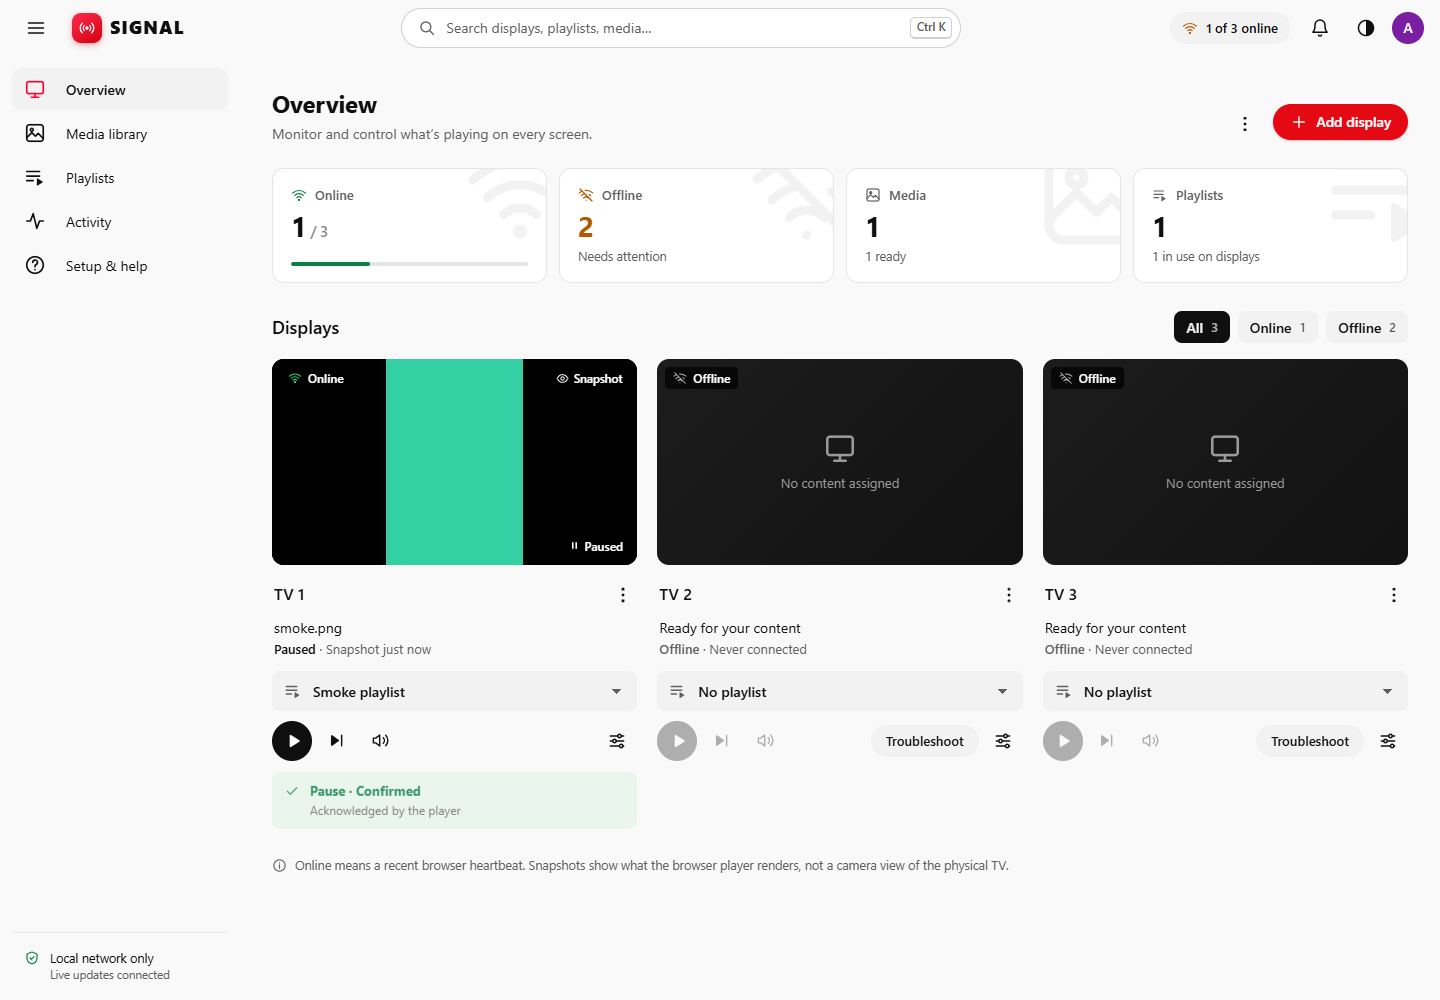 SIGNAL
Search displays, playlists, media...
Ctrl K
1 of 3 online
A
Overview
Media library
Playlists
Activity
Setup & help
Overview
Monitor and control what's playing on every screen.
Add display
Online
1 / 3
Offline
2
Needs attention
Media
1
1 ready
Playlists
1
1 in use on displays
Displays
All 3
Online 1
Offline 2
Online
Snapshot
Paused
TV 1
smoke.png
Paused · Snapshot just now
Smoke playlist
Pause · Confirmed
Acknowledged by the player
Offline
No content assigned
TV 2
Ready for your content
Offline · Never connected
No playlist
Troubleshoot
Offline
No content assigned
TV 3
Ready for your content
Offline · Never connected
No playlist
Troubleshoot
Online means a recent browser heartbeat. Snapshots show what the browser player renders, not a camera view of the physical TV.
Local network only
Live updates connected